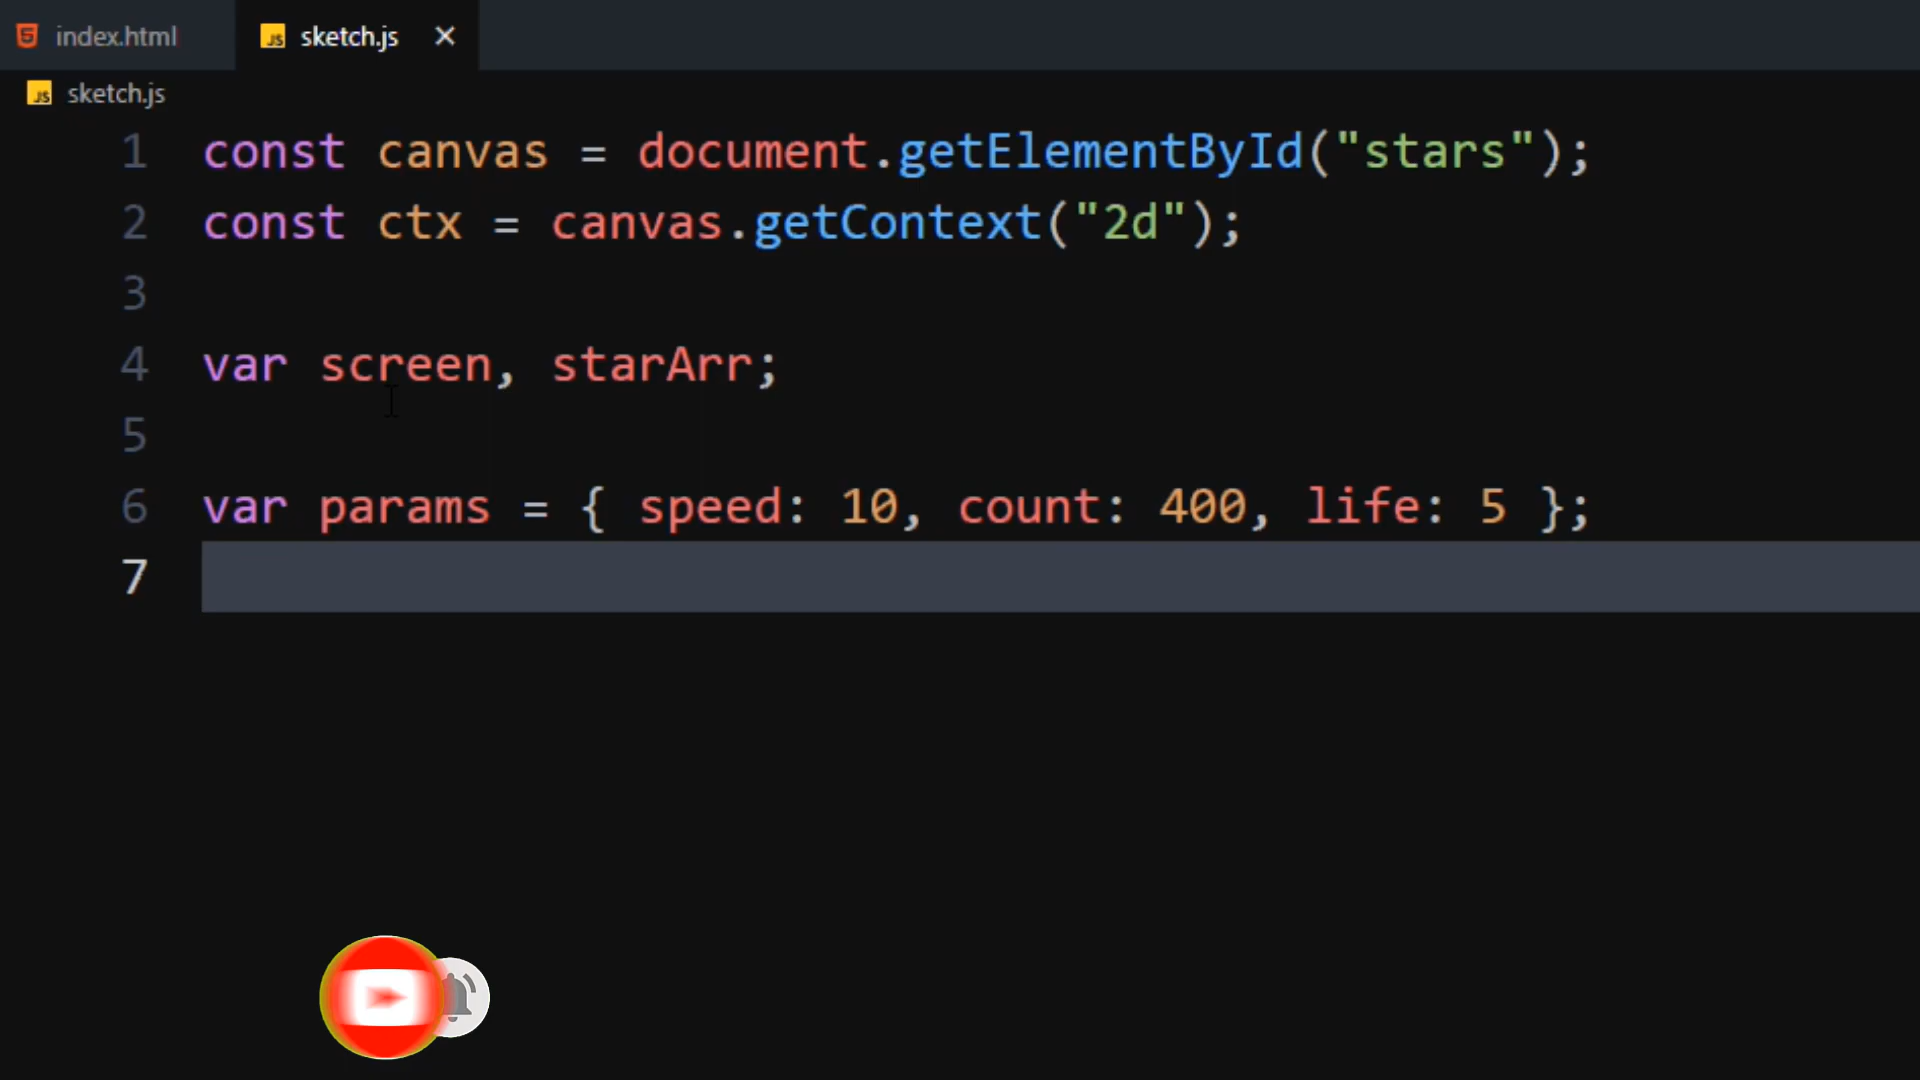 index.html
sketch.js
sketch.js
1 const canvas = document.getElementById("stars");
2 const ctx = canvas.getContext("2d");
3
4 var screen, starArr;
5
6 var params = { speed: 10, count: 400, life: 5 };
7